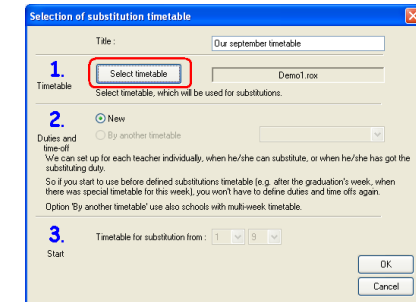 Selection of substitution timetable
Title :
Our september timetable
1.
Timetable
Select timetable
Demo1.rox
Select timetable, which will be used for substitutions.
2.
Duties and
time-off
New
By another timetable
We can set up for each teacher individually, when he/she can substitute, or when he/she has got the
substituting duty.
So if you start to use before defined substitutions timetable (e.g. after the graduation's week, when
there was special timetable for this week), you won't have to define duties and time offs again.
Option 'By another timetable' use also schools with multi-week timetable.
3.
Start
Timetable for substitution from : 1 9
OK
Cancel